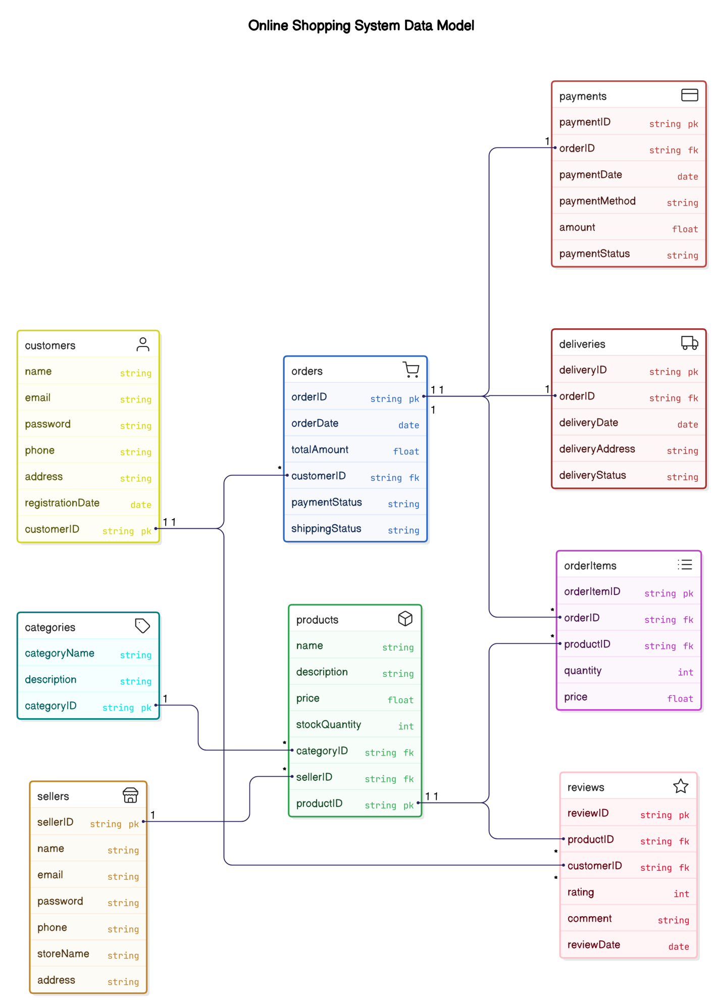 Online Shopping System Data Model
payments
paymentID string pk
1
orderID string fk
paymentDate date
paymentMethod string
amount float
paymentStatus string
customers
name string
email string
password string
phone string
address string
registrationDate date
customerID string pk
1 1
orders
orderID string pk
1 1
1
orderDate date
totalAmount float
*
customerID string fk
paymentStatus string
shippingStatus string
deliveries
deliveryID string pk
1
orderID string fk
deliveryDate date
deliveryAddress string
deliveryStatus string
orderItems
orderItemID string pk
*
orderID string fk
*
productID string fk
quantity int
price float
categories
categoryName string
description string
categoryID string pk
1
products
name string
description string
price float
stockQuantity int
*
categoryID string fk
*
sellerID string fk
productID string pk
1 1
sellers
sellerID string pk
1
name string
email string
password string
phone string
storeName string
address string
reviews
reviewID string pk
productID string fk
*
customerID string fk
*
rating int
comment string
reviewDate date